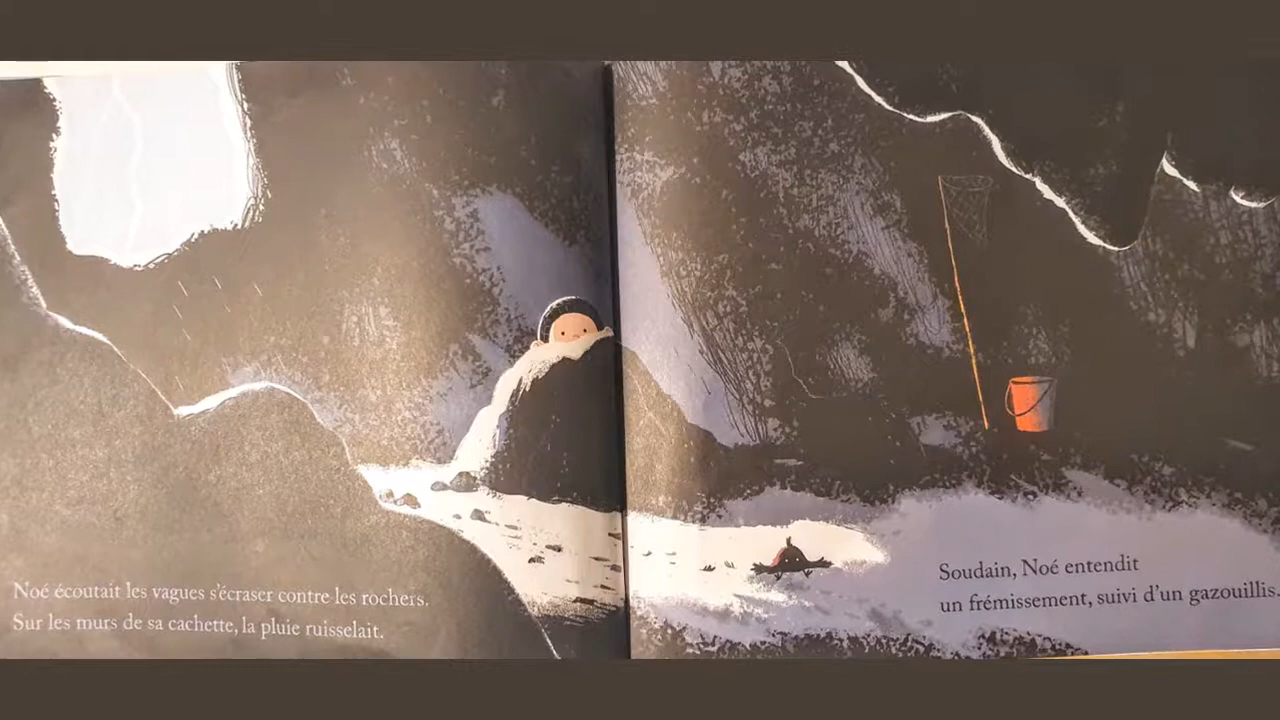 Noé écoutait les vagues s'écraser contre les rochers.
Sur les murs de sa cachette, la pluie ruisselait.
Soudain, Noé entendit
un frémissement, suivi d'un gazouillis.